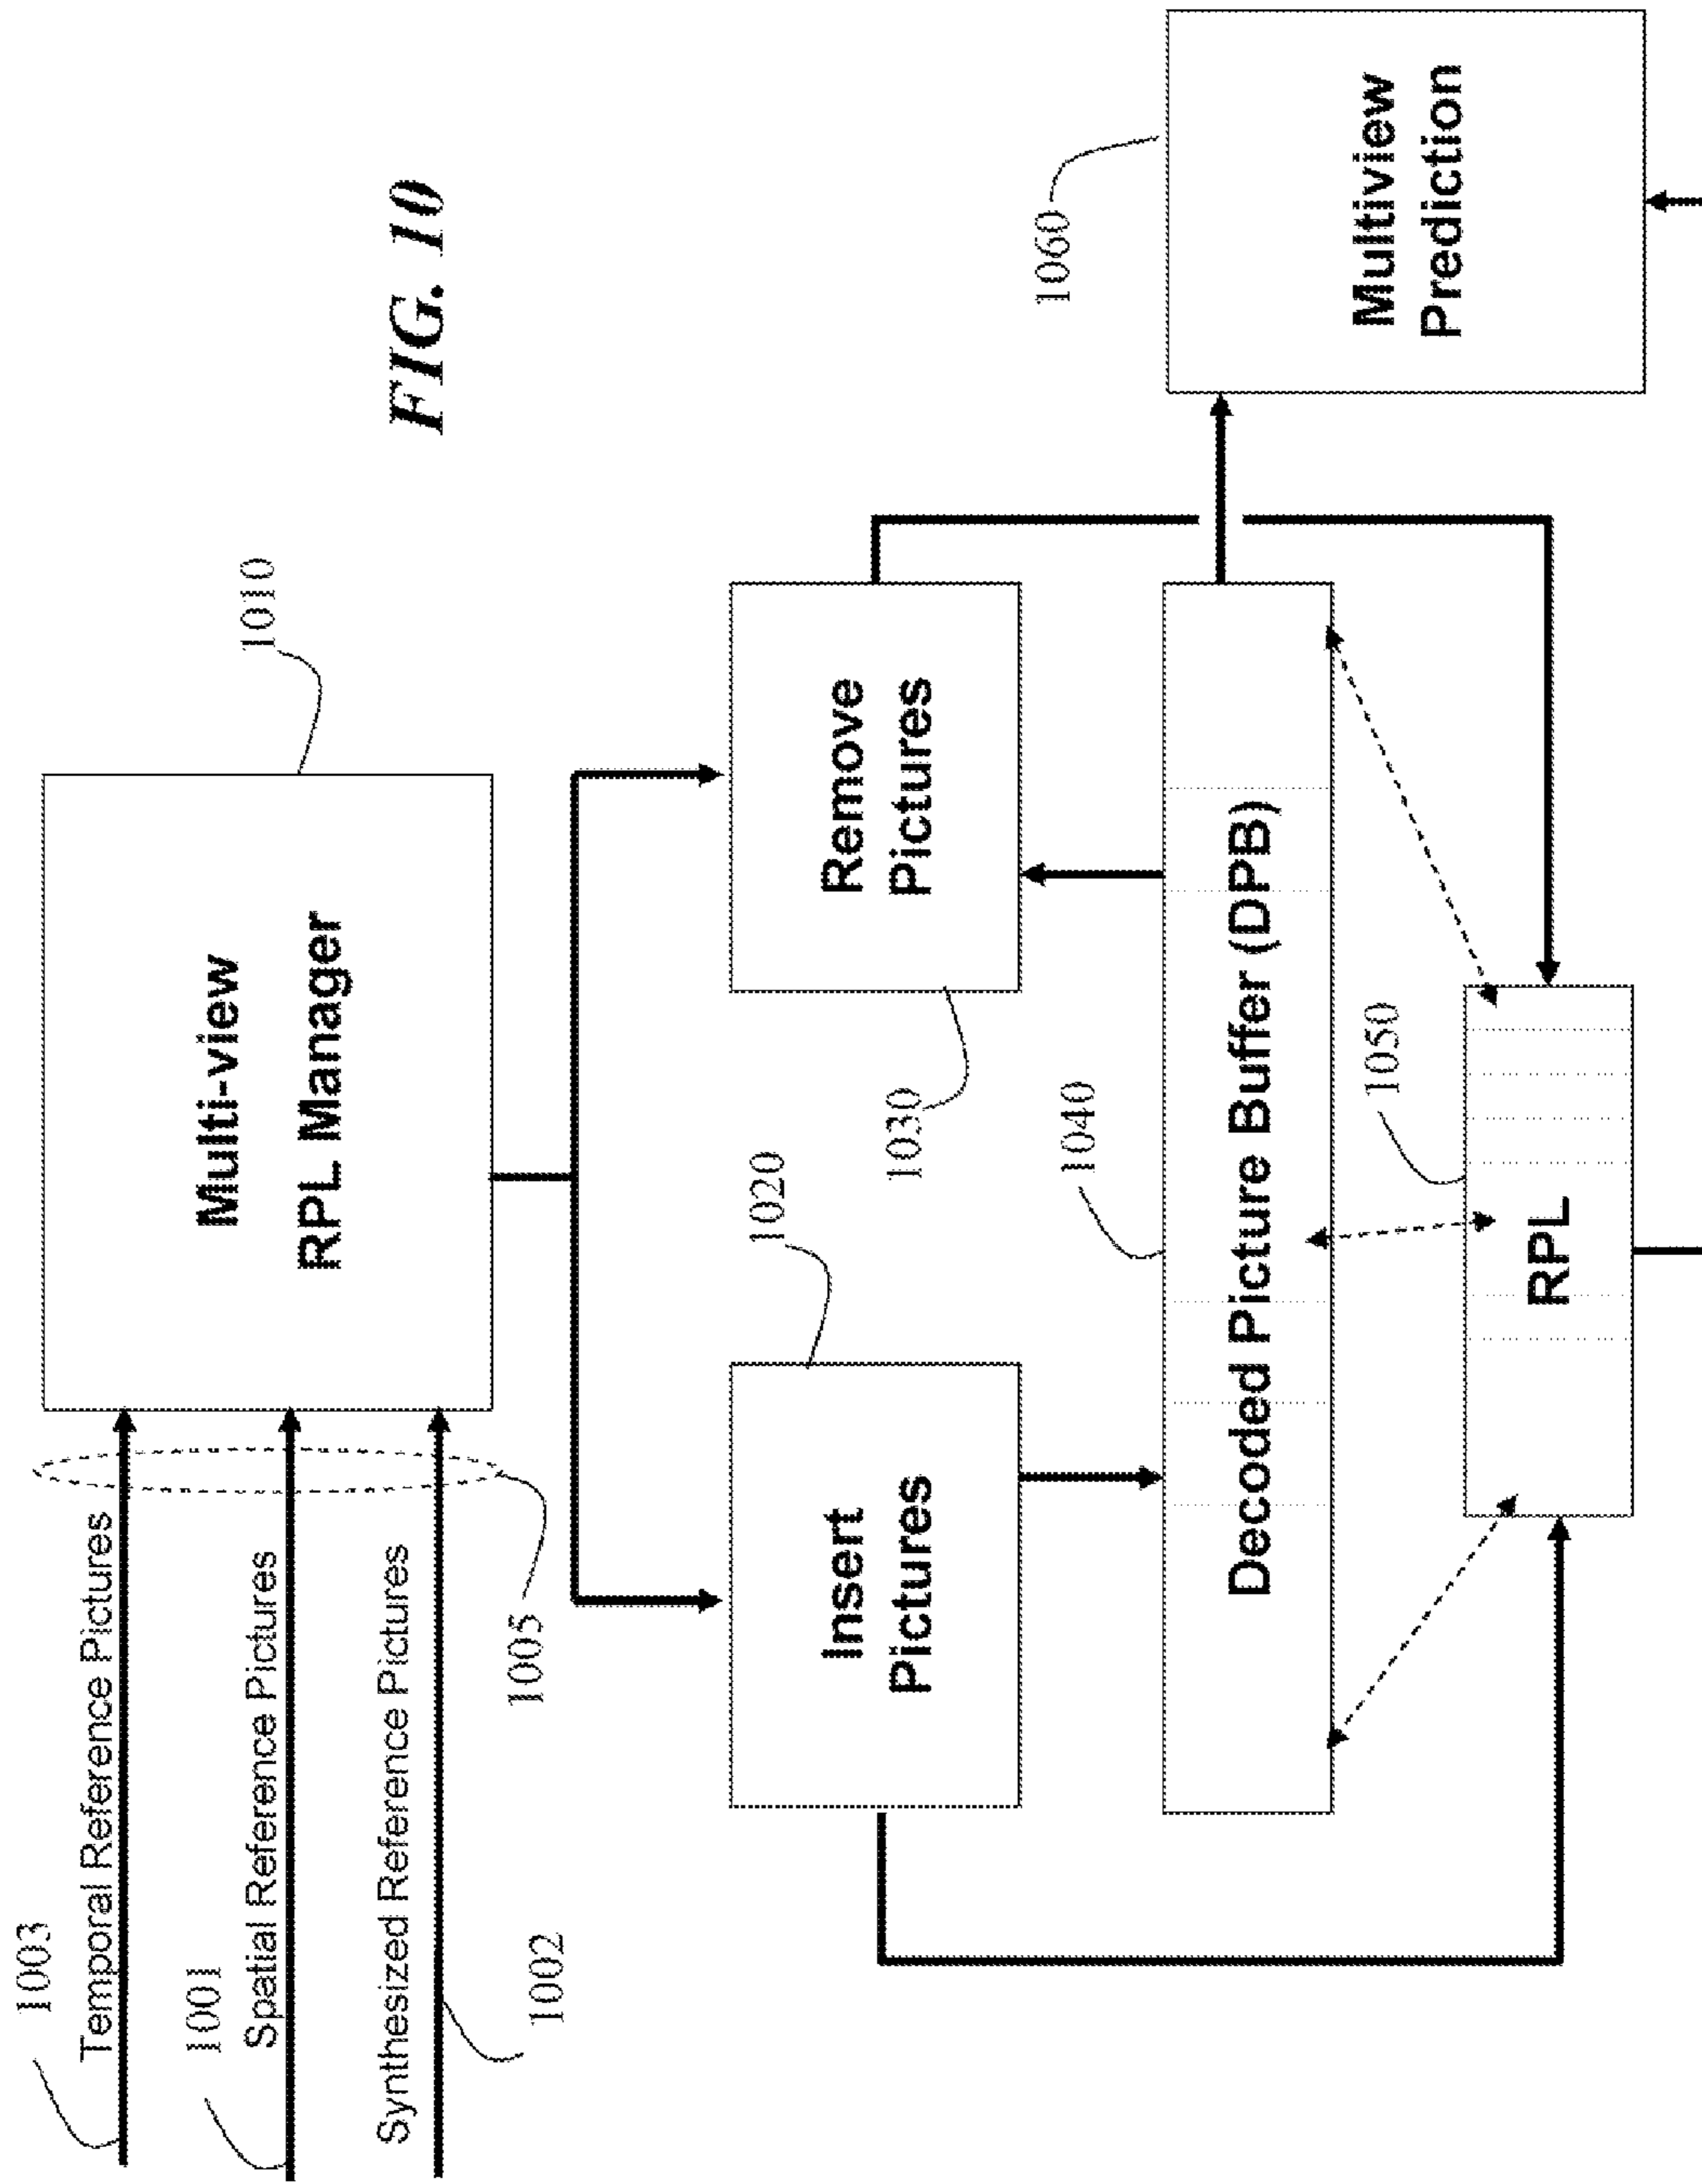 FIG. 10
1003
Temporal Reference Pictures
1001
Spatial Reference Pictures
Synthesized Reference Pictures
1002
1005
Multi-view
RPL Manager
1010
Insert
Pictures
1020
Remove
Pictures
1030
1040
Decoded Picture Buffer (DPB)
1050
RPL
1060
Multiview
Prediction